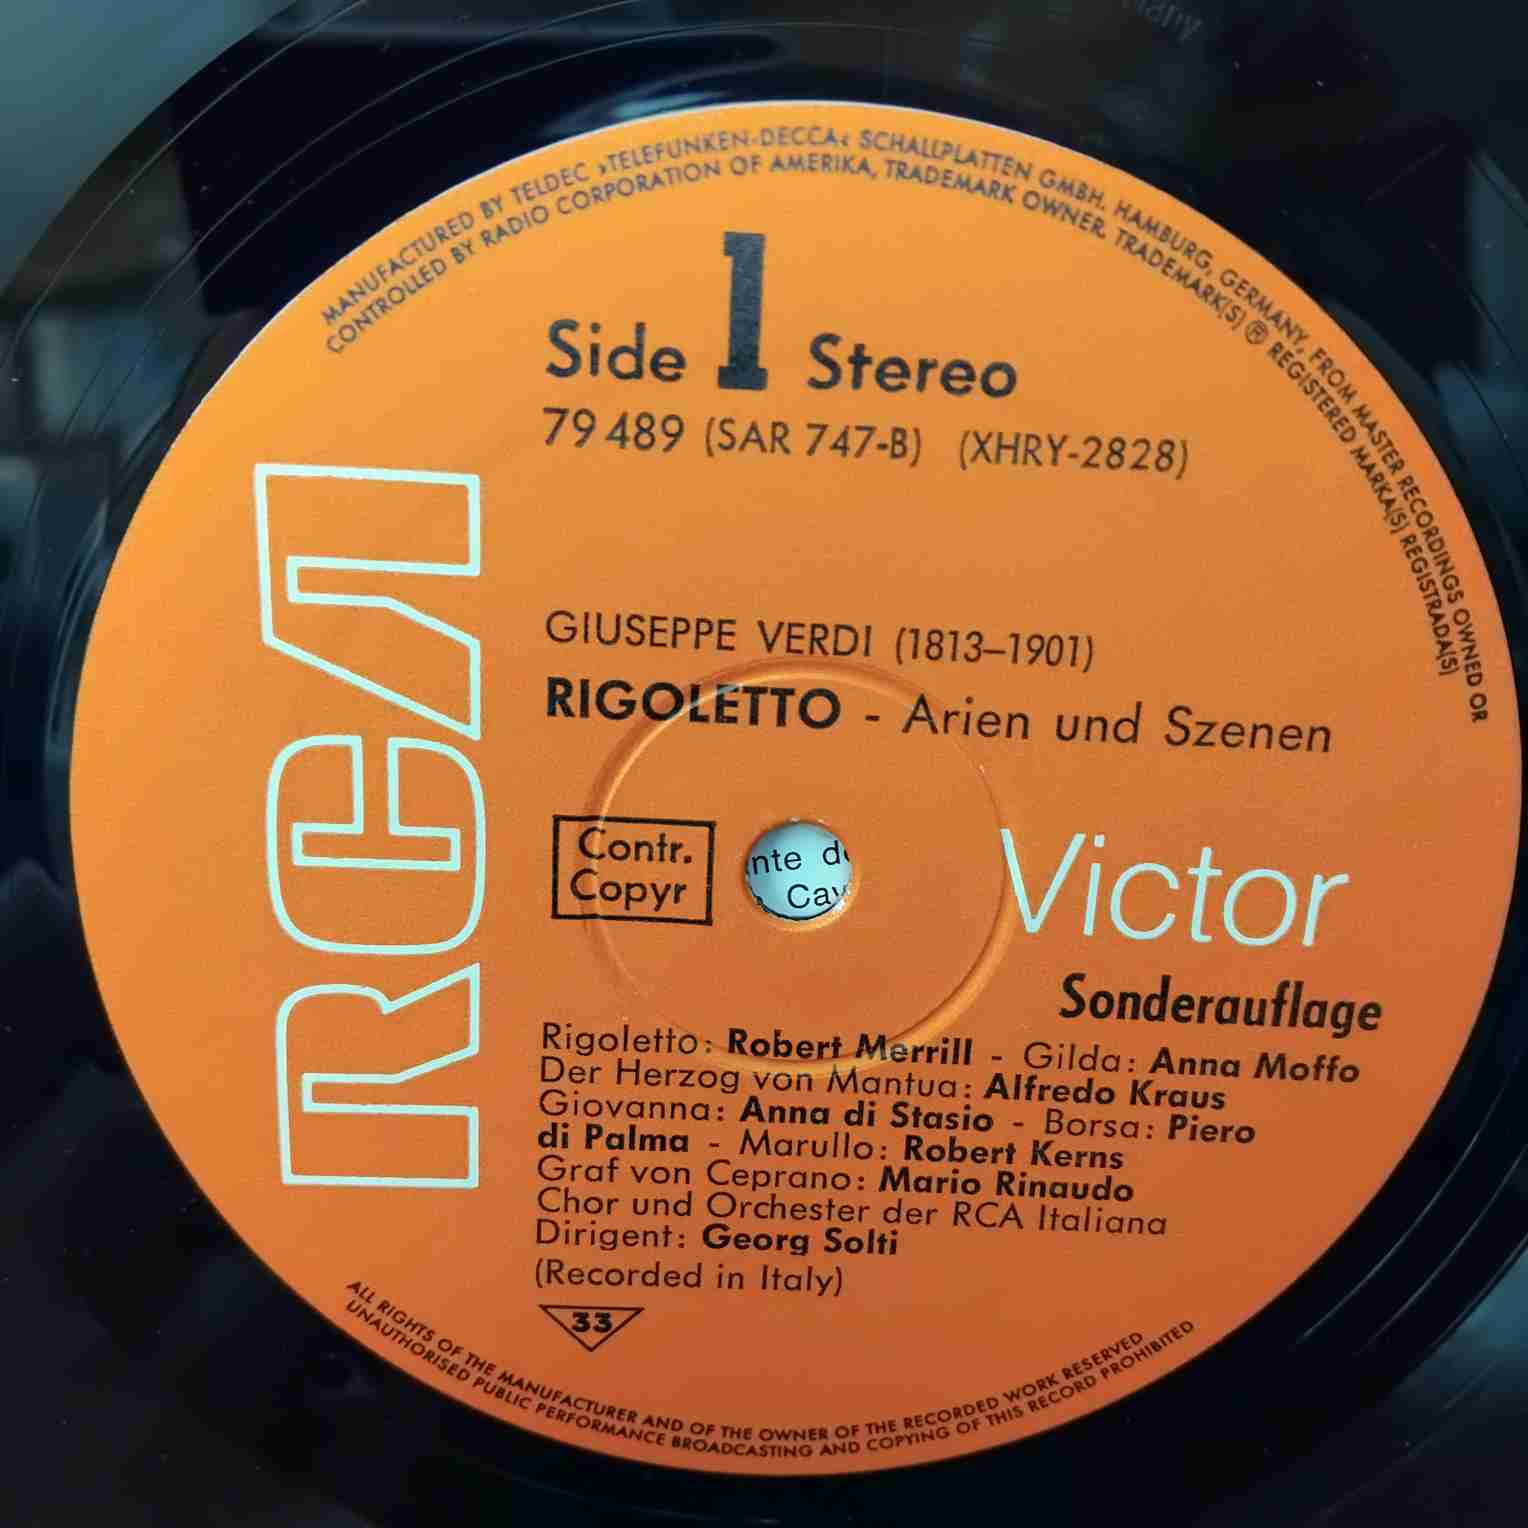 MANUFACTURED BY TELDEC »TELEFUNKEN-DECCA« SCHALLPLATTEN GMBH, HAMBURG, GERMANY, FROM MASTER RECORDINGS OWNED OR
CONTROLLED BY RADIO CORPORATION OF AMERIKA, TRADEMARK OWNER. TRADEMARK(S) ® REGISTERED MARKA(S) REGISTRADA(S)
Side 1 Stereo
79 489 (SAR 747-B) (XHRY-2828)
GIUSEPPE VERDI (1813–1901)
RIGOLETTO - Arien und Szenen
RCA
Contr.
Copyr
nte
Cav
Victor
Sonderauflage
Rigoletto: Robert Merrill - Gilda: Anna Moffo
Der Herzog von Mantua: Alfredo Kraus
Giovanna: Anna di Stasio - Borsa: Piero
di Palma - Marullo: Robert Kerns
Graf von Ceprano: Mario Rinaudo
Chor und Orchester der RCA Italiana
Dirigent: Georg Solti
(Recorded in Italy)
33
ALL RIGHTS OF THE MANUFACTURER AND OF THE OWNER OF THE RECORDED WORK RESERVED
UNAUTHORISED PUBLIC PERFORMANCE BROADCASTING AND COPYING OF THIS RECORD PROHIBITED